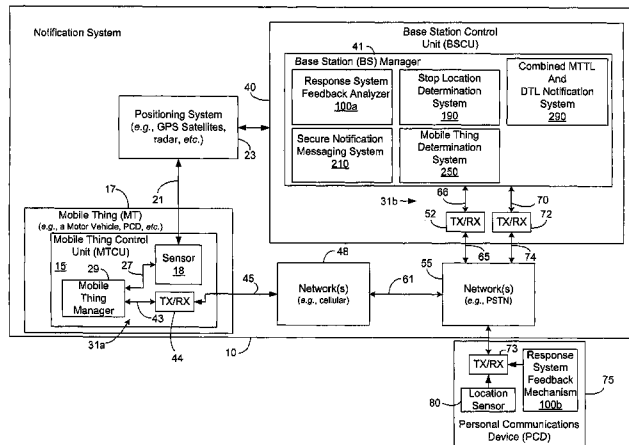 Notification System
Base Station Control
Unit (BSCU)
41
Base Station (BS) Manager
40
Response System
Feedback Analyzer
100a
Stop Location
Determination
System
190
Combined MTTL
And
DTL Notification
System
290
Secure Notification
Messaging System
210
Mobile Thing
Determination
System
250
Positioning System
(e.g., GPS Satellites,
radar, etc.)
23
17
21
66
31b
70
52
TX/RX
TX/RX
72
Mobile Thing (MT)
(e.g., a Motor Vehicle, PCD, etc.)
Mobile Thing Control
Unit (MTCU)
15
29
27
Sensor
18
Mobile Thing
Manager
43
TX/RX
31a
44
45
48
Network(s)
(e.g., cellular)
61
55
65
74
Network(s)
(e.g., PSTN)
10
73
TX/RX
Response
System
Feedback
Mechanism
100b
75
80
Location
Sensor
Personal Communications
Device (PCD)